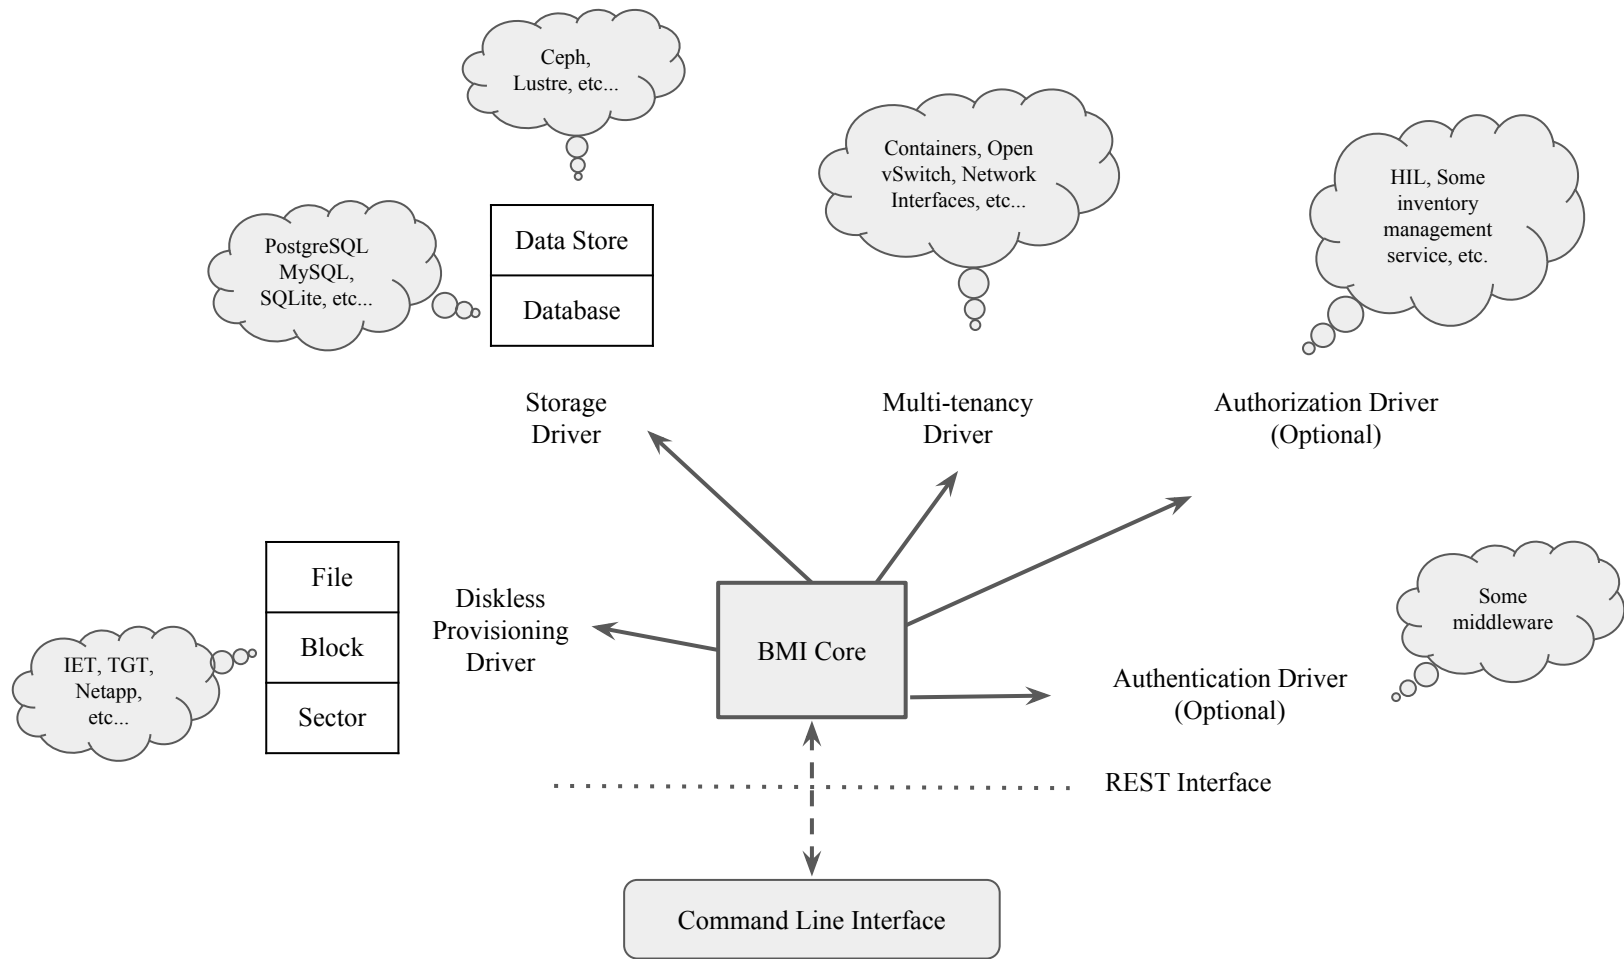 Ceph,
Lustre, etc...
Containers, Open
vSwitch, Network
Interfaces, etc...
HIL, Some
inventory
management
service, etc.
PostgreSQL
MySQL,
SQLite, etc...
Data Store
Database
Storage
Driver
Multi-tenancy
Driver
Authorization Driver
(Optional)
File
Block
Sector
Diskless
Provisioning
Driver
IET, TGT,
Netapp,
etc...
BMI Core
Some
middleware
Authentication Driver
(Optional)
REST Interface
Command Line Interface